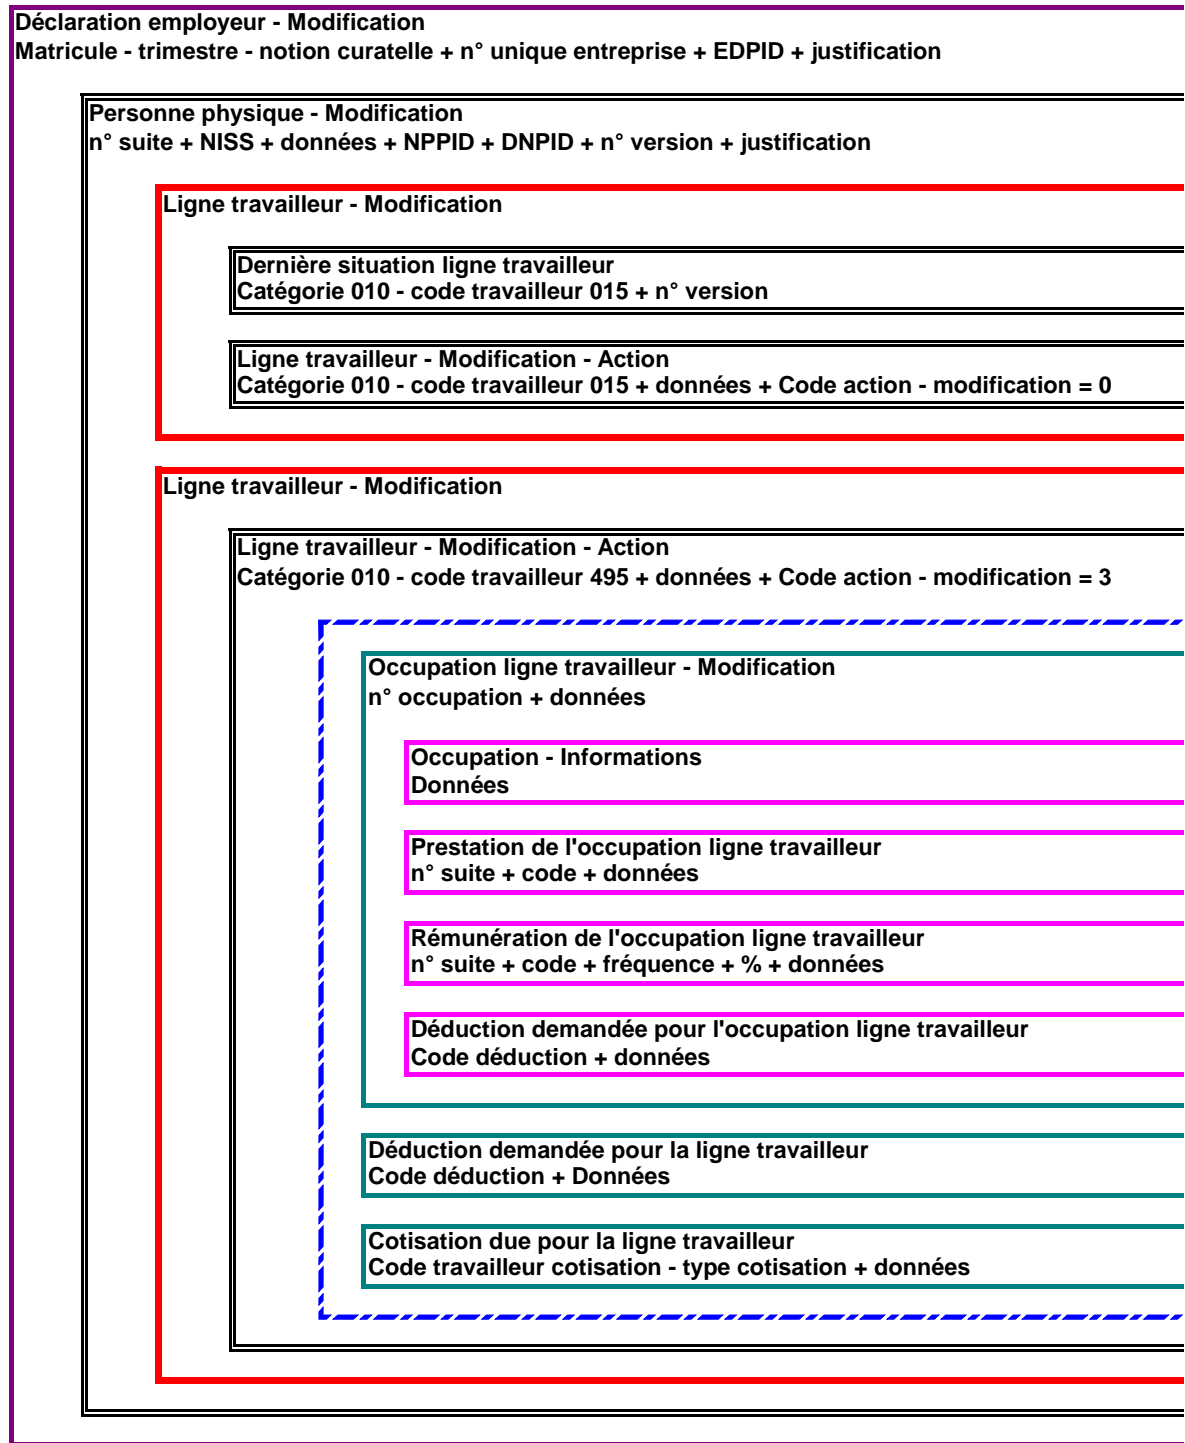 Déclaration employeur - Modification
Matricule - trimestre - notion curatelle + n° unique entreprise + EDPID + justification
Personne physique - Modification
n° suite + NISS + données + NPPID + DNPID + n° version + justification
Ligne travailleur - Modification
Dernière situation ligne travailleur
Catégorie 010 - code travailleur 015 + n° version
Ligne travailleur - Modification - Action
Catégorie 010 - code travailleur 015 + données + Code action - modification = 0
Ligne travailleur - Modification
Ligne travailleur - Modification - Action
Catégorie 010 - code travailleur 495 + données + Code action - modification = 3
Occupation ligne travailleur - Modification
n° occupation + données
Occupation - Informations
Données
Prestation de l'occupation ligne travailleur
n° suite + code + données
Rémunération de l'occupation ligne travailleur
n° suite + code + fréquence + % + données
Déduction demandée pour l'occupation ligne travailleur
Code déduction + données
Déduction demandée pour la ligne travailleur
Code déduction + Données
Cotisation due pour la ligne travailleur
Code travailleur cotisation - type cotisation + données